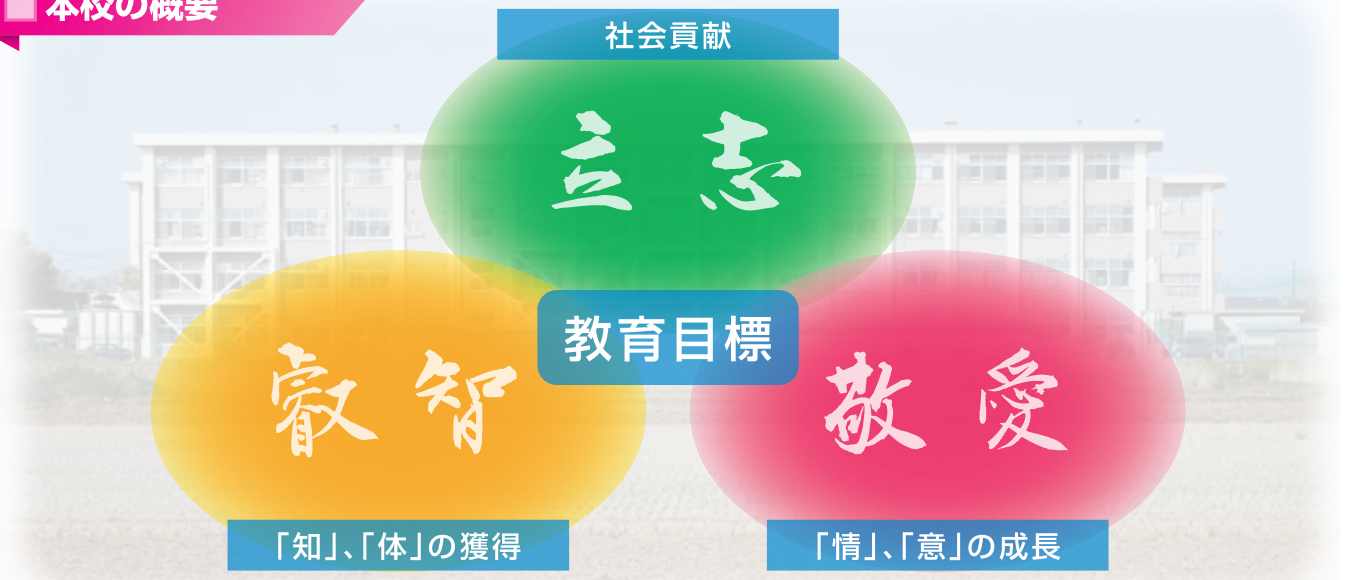 本校の概要
社会貢献
立志
教育目標
叡智
敬愛
「知」、「体」の獲得
「情」、「意」の成長